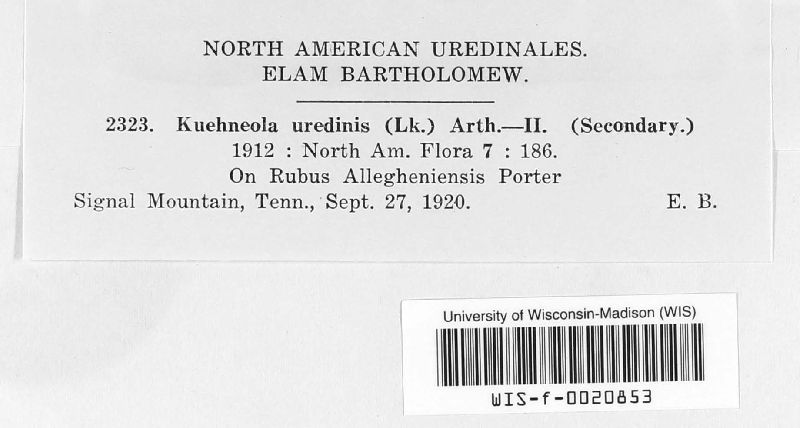 NORTH AMERICAN UREDINALES.
ELAM BARTHOLOMEW.
2323. Kuehneola uredinis (Lk.) Arth.—II. (Secondary.)
1912 : North Am. Flora 7 : 186.
On Rubus Allegheniensis Porter
Signal Mountain, Tenn., Sept. 27, 1920. E. B.
University of Wisconsin-Madison (WIS)
WIS-f-0020853